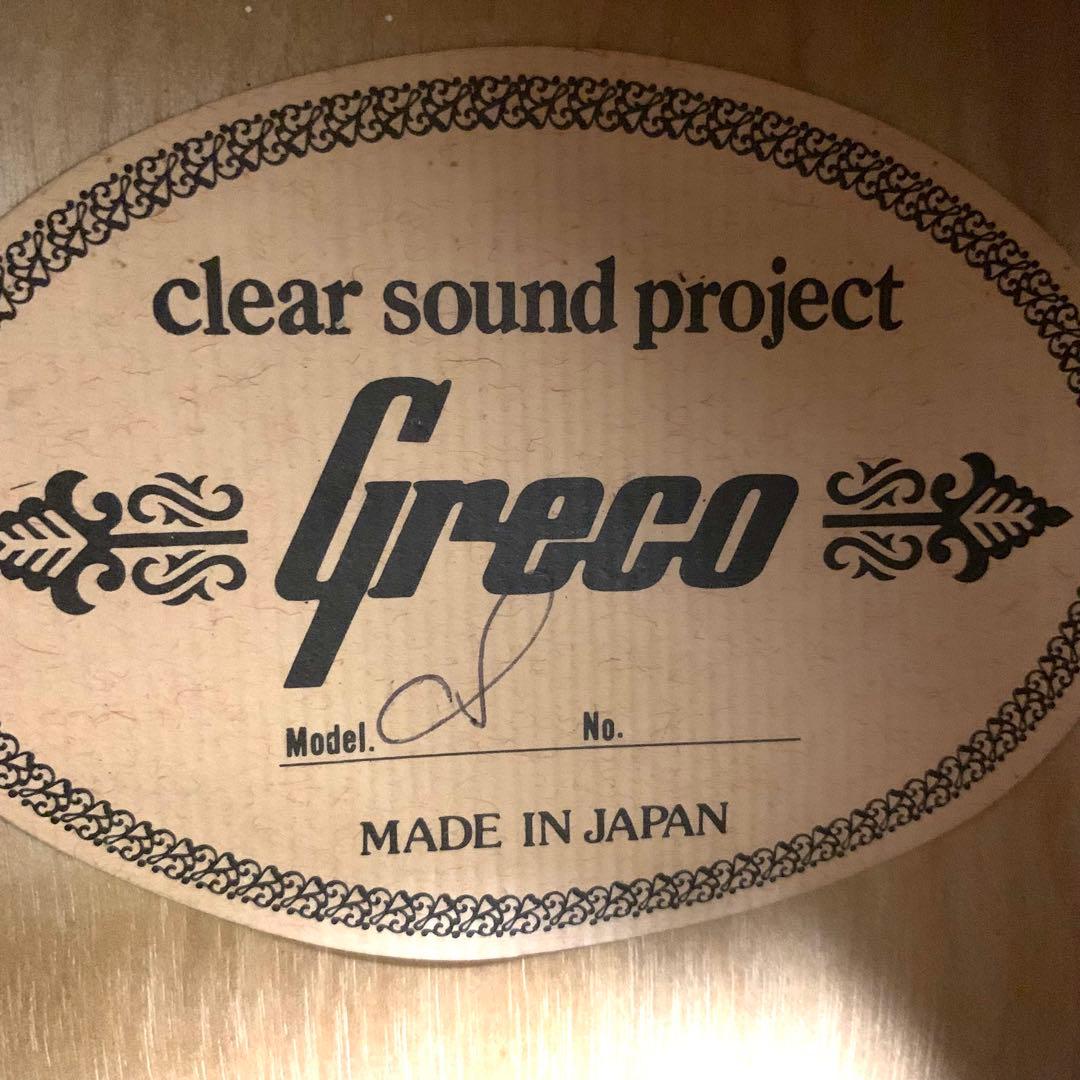 clear sound project
Greco
Model. No.
MADE IN JAPAN